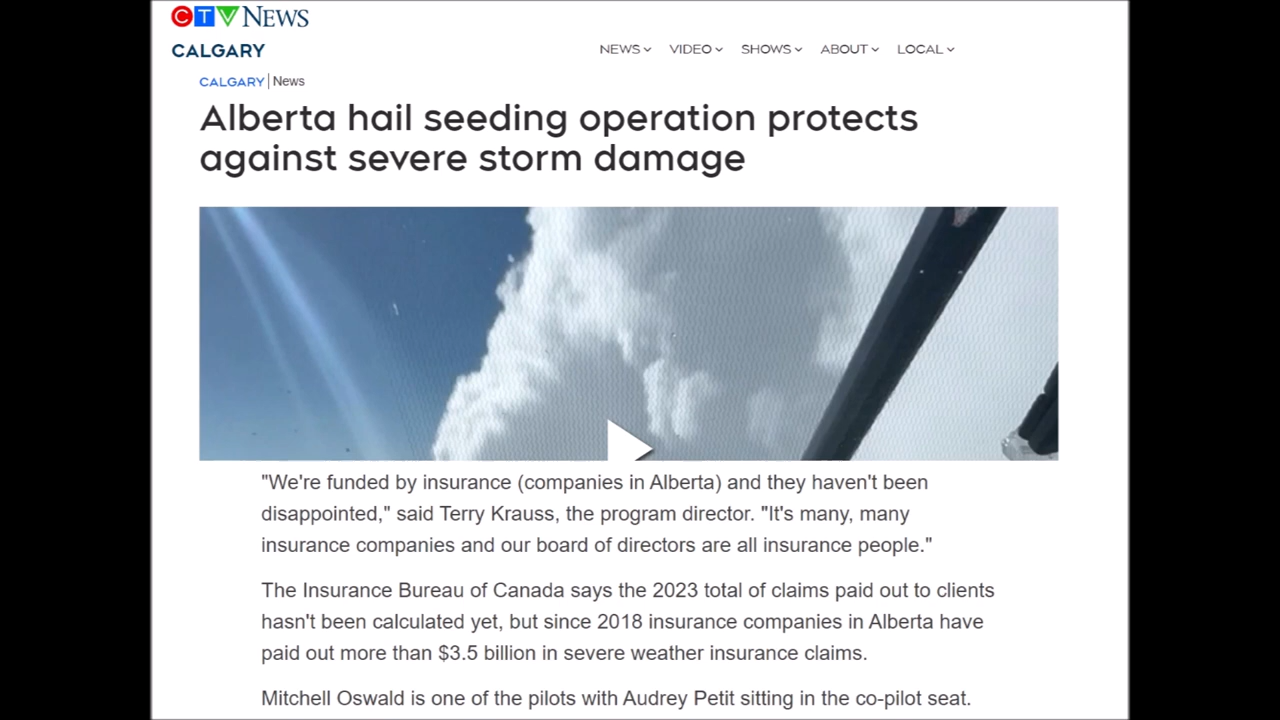 CTV NEWS
CALGARY
NEWS VIDEO SHOWS ABOUT LOCAL
CALGARY | News
Alberta hail seeding operation protects
against severe storm damage
"We're funded by insurance (companies in Alberta) and they haven't been
disappointed," said Terry Krauss, the program director. "It's many, many
insurance companies and our board of directors are all insurance people."
The Insurance Bureau of Canada says the 2023 total of claims paid out to clients
hasn't been calculated yet, but since 2018 insurance companies in Alberta have
paid out more than $3.5 billion in severe weather insurance claims.
Mitchell Oswald is one of the pilots with Audrey Petit sitting in the co-pilot seat.